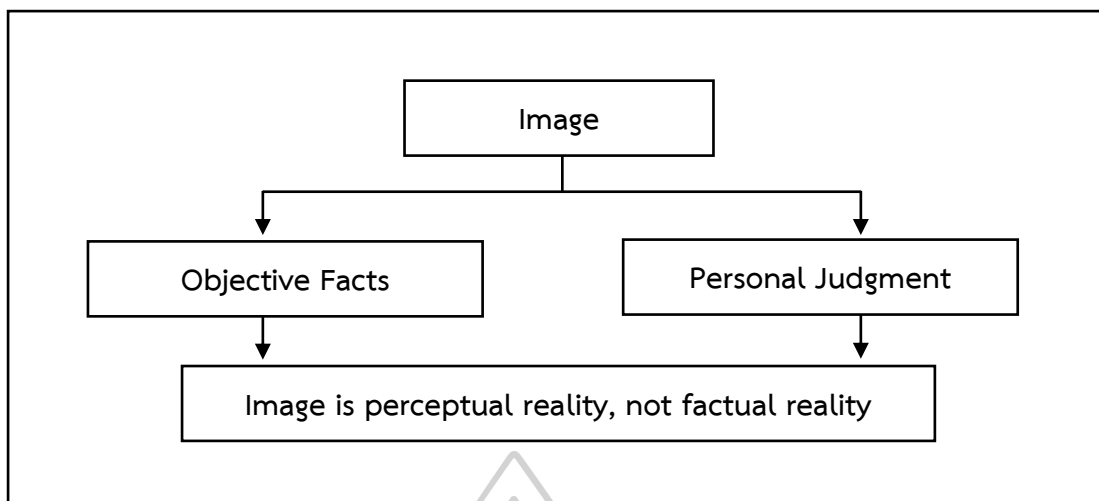 Image
Objective Facts
Personal Judgment
Image is perceptual reality, not factual reality